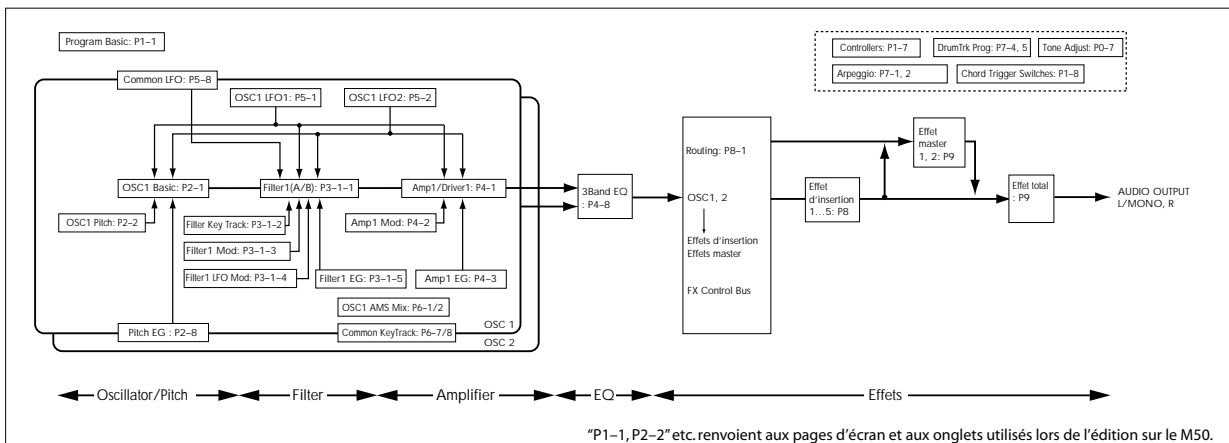 Program Basic: P1–1
Controllers: P1–7
DrumTrk Prog: P7–4, 5
Tone Adjust: P0–7
Arpeggio: P7–1, 2
Chord Trigger Switches: P1–8
Common LFO: P5–8
OSC1 LFO1: P5–1
OSC1 LFO2: P5–2
OSC1 Basic: P2–1
Filter1(A/B): P3–1–1
Amp1/Driver1: P4–1
OSC1 Pitch: P2–2
Filter Key Track: P3–1–2
Amp1 Mod: P4–2
Filter1 Mod: P3–1–3
Filter1 LFO Mod: P3–1–4
Filter1 EG: P3–1–5
Amp1 EG: P4–3
OSC1 AMS Mix: P6–1/2
Pitch EG : P2–8
Common KeyTrack: P6–7/8
OSC 1
OSC 2
3Band EQ
: P4–8
Routing: P8–1
OSC1, 2
Effets d’insertion
Effets master
FX Control Bus
Effet
d’insertion
1…5: P8
Effet
master
1, 2: P9
Effet total
: P9
AUDIO OUTPUT
L/MONO, R
Oscillator/Pitch
Filter
Amplifier
EQ
Effets
“P1–1, P2–2” etc. renvoient aux pages d’écran et aux onglets utilisés lors de l’édition sur le M50.